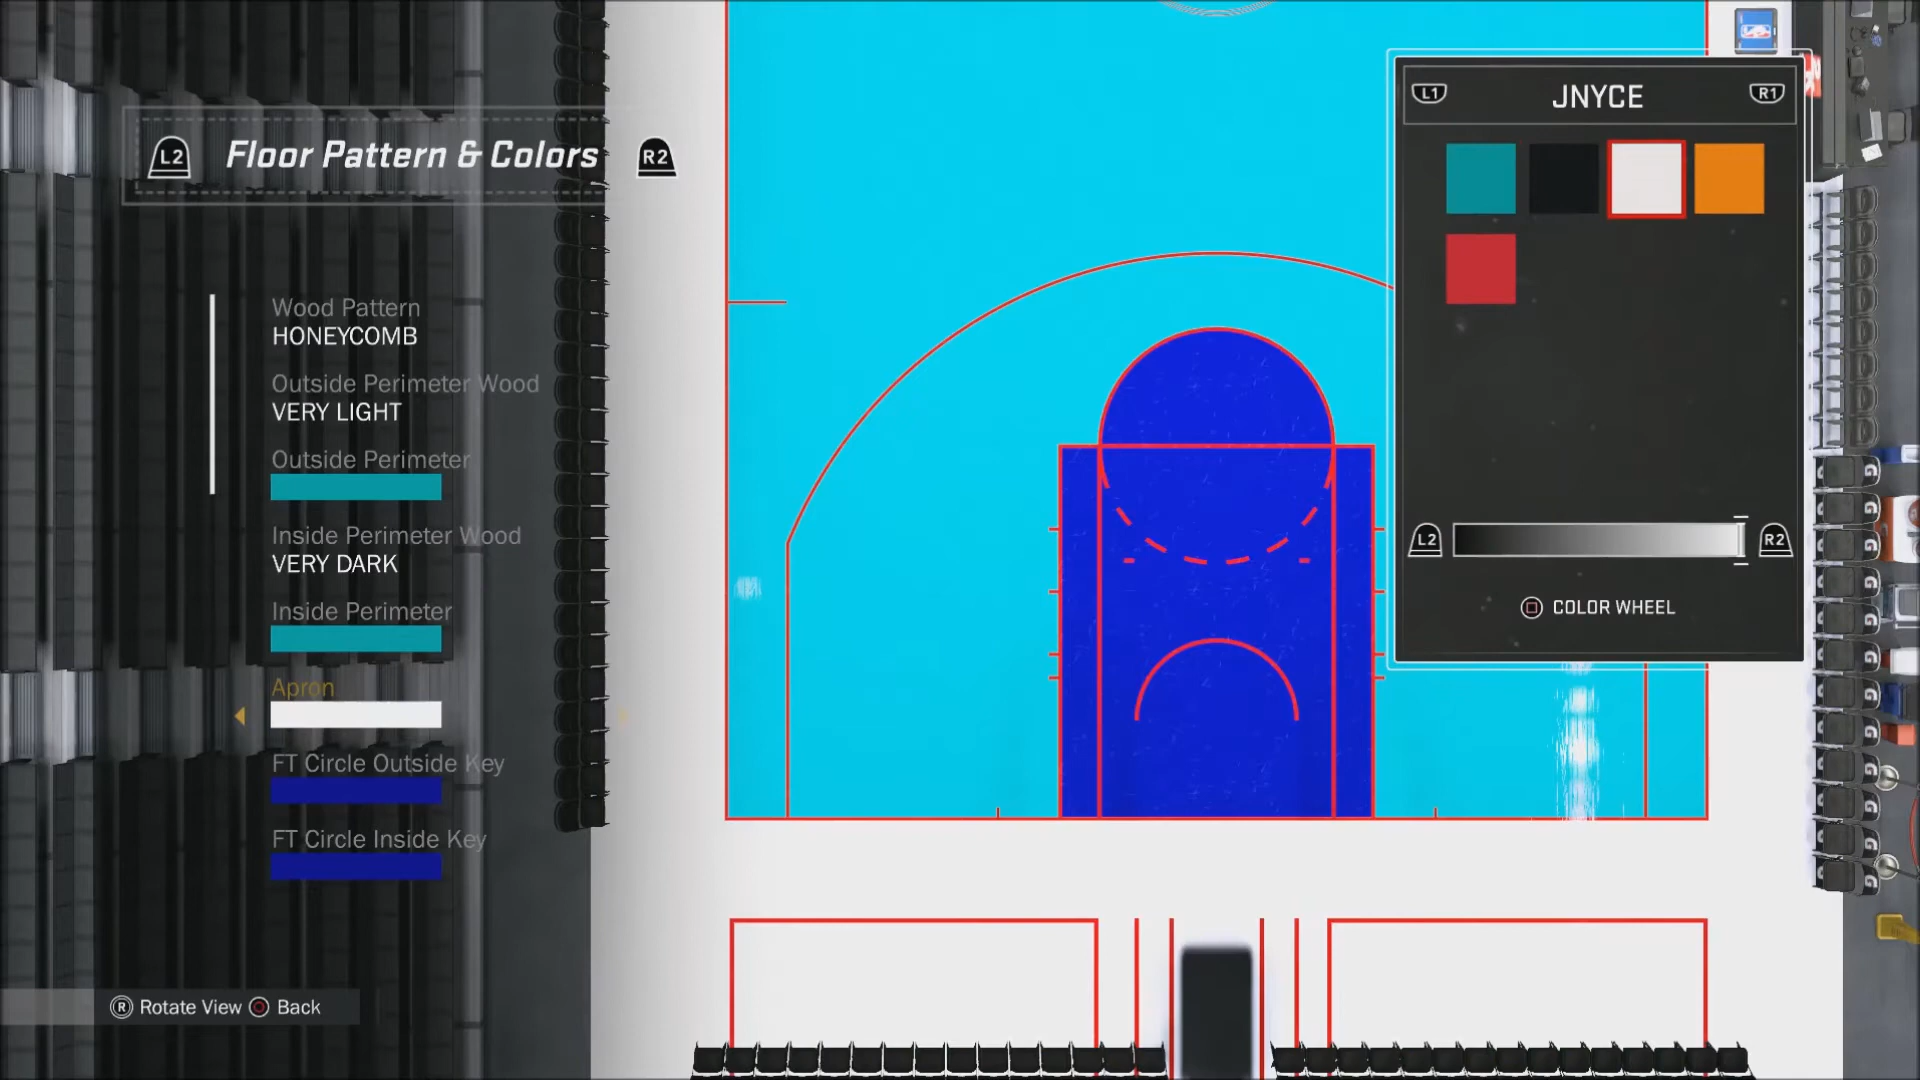 L2 Floor Pattern & Colors R2
Wood Pattern
HONEYCOMB
Outside Perimeter Wood
VERY LIGHT
Outside Perimeter
Inside Perimeter Wood
VERY DARK
Inside Perimeter
Apron
FT Circle Outside Key
FT Circle Inside Key
R Rotate View Back
L1 JNYCE R1
L2 R2
COLOR WHEEL